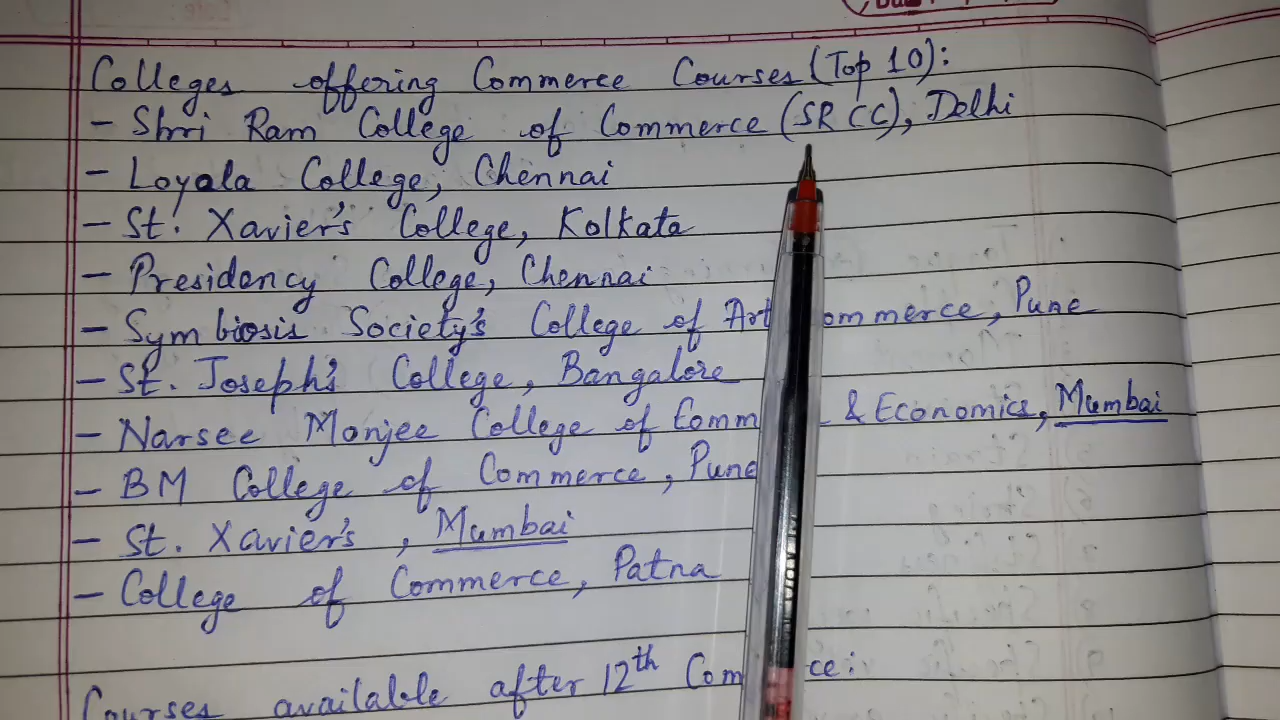 Colleges offering Commerce Courses (Top 10):
- Shri Ram College of Commerce (SRCC), Delhi
- Loyola College, Chennai
- St. Xavier's College, Kolkata
- Presidency College, Chennai
- Symbiosis Society's College of Art ommerce, Pune
- St. Joseph's College, Bangalore
- Narsee Monjee College of Comm & Economics, Mumbai
- BM College of Commerce, Pune
- St. Xavier's, Mumbai
- College of Commerce, Patna
Courses available after 12th Com ce: